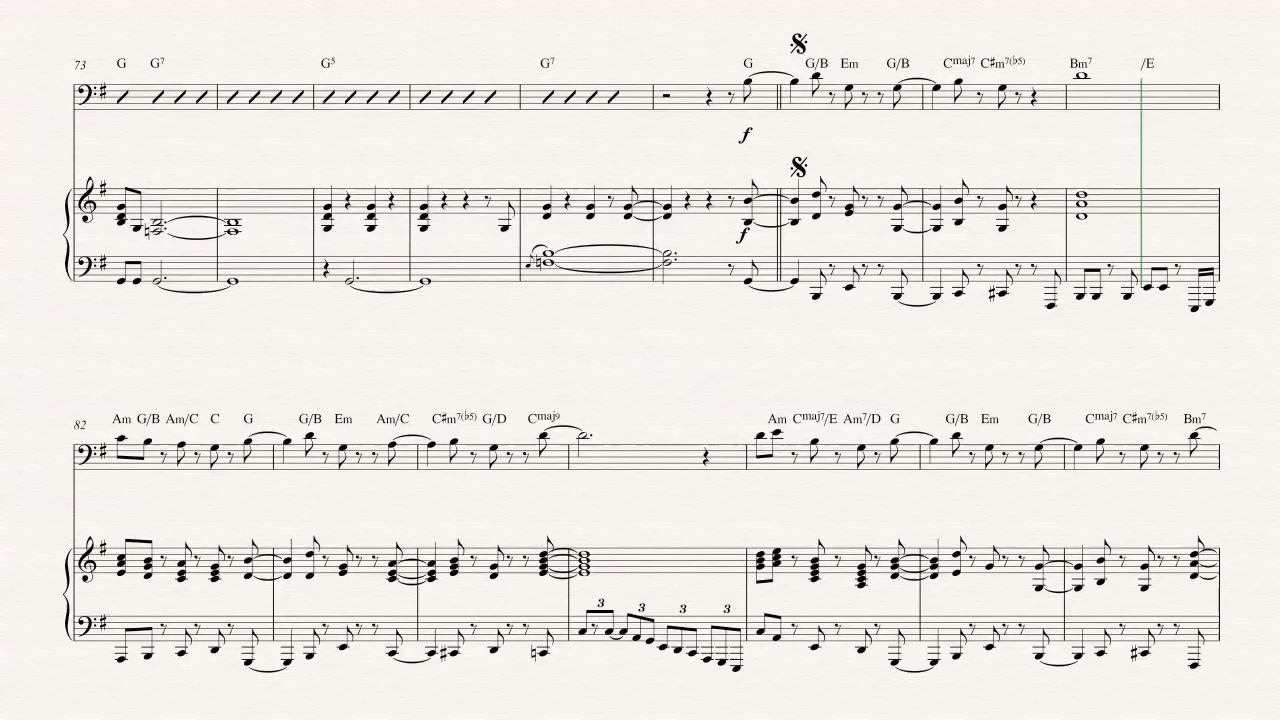 73 G G7 G5 G7 G G/B Em G/B Cmaj7 C♯m7(♭5) Bm7 /E
f
f
82 Am G/B Am/C C G G/B Em Am/C C♯m7(♭5) G/D Cmaj9 Am Cmaj7/E Am7/D G G/B Em G/B Cmaj7 C♯m7(♭5) Bm7
3 3 3 3